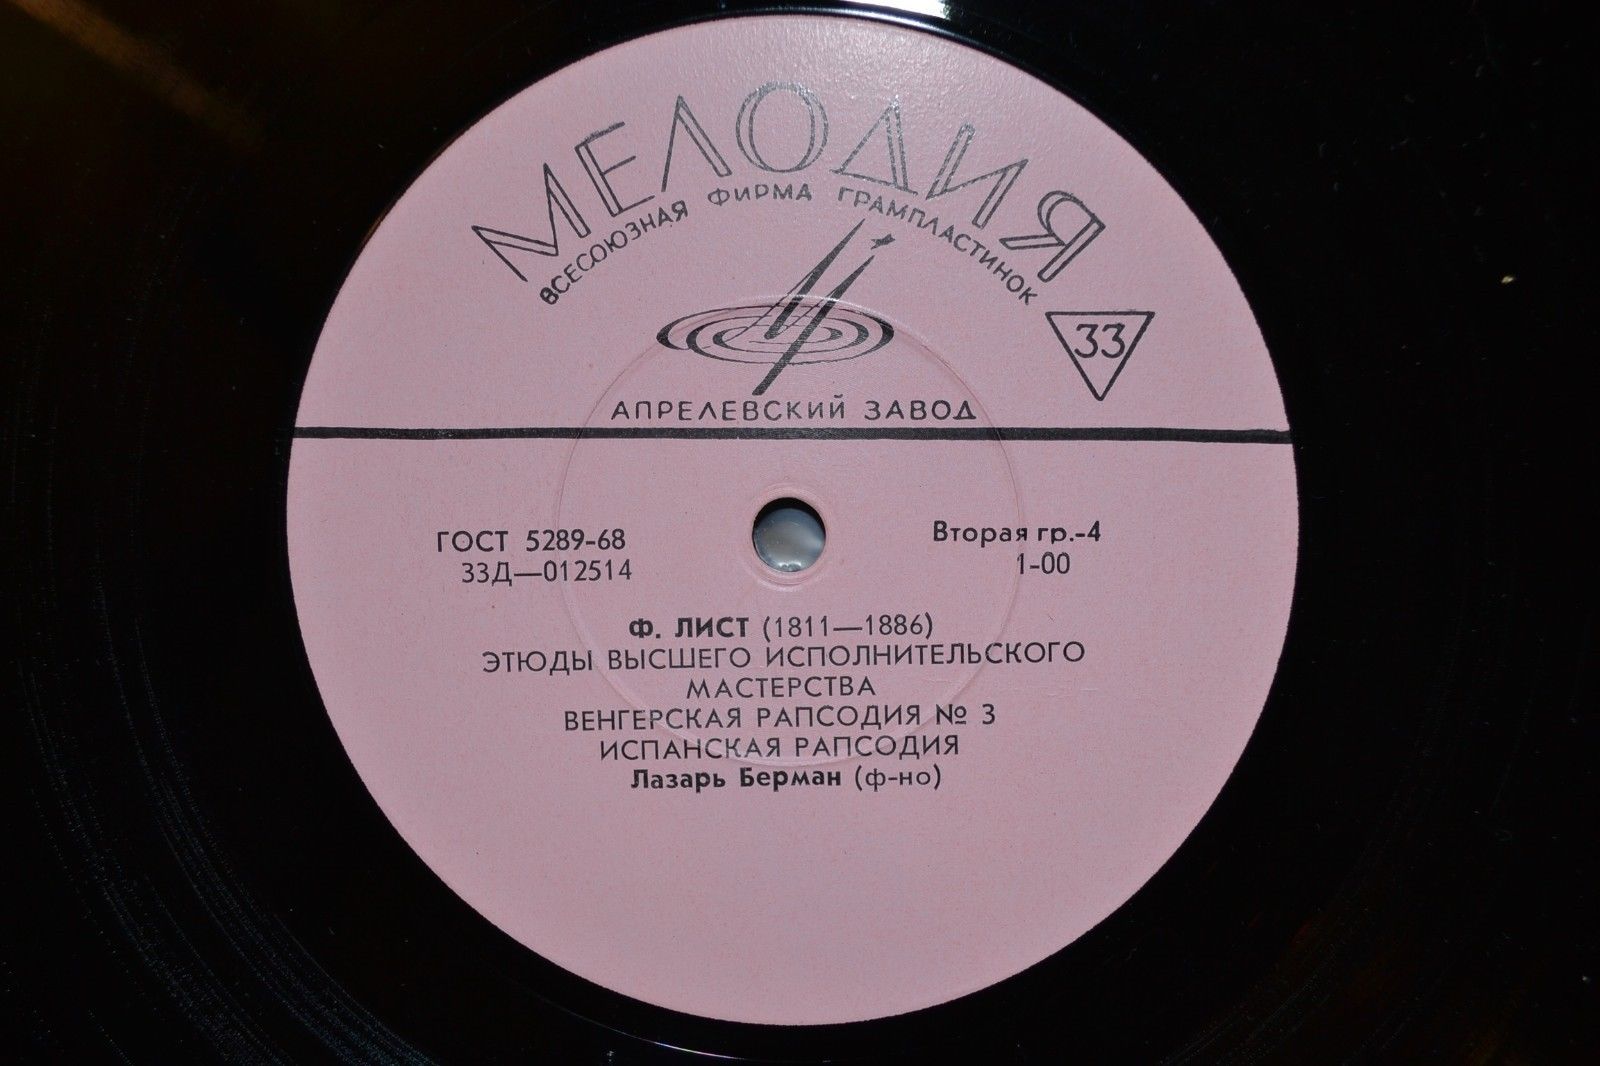 МЕЛОДИЯ
ВСЕСОЮЗНАЯ ФИРМА ГРАМПЛАСТИНОК
33
АПРЕЛЕВСКИЙ ЗАВОД
ГОСТ 5289-68
33Д—012514
Вторая гр.-4
1-00
Ф. ЛИСТ (1811—1886)
ЭТЮДЫ ВЫСШЕГО ИСПОЛНИТЕЛЬСКОГО
МАСТЕРСТВА
ВЕНГЕРСКАЯ РАПСОДИЯ № 3
ИСПАНСКАЯ РАПСОДИЯ
Лазарь Берман (ф-но)